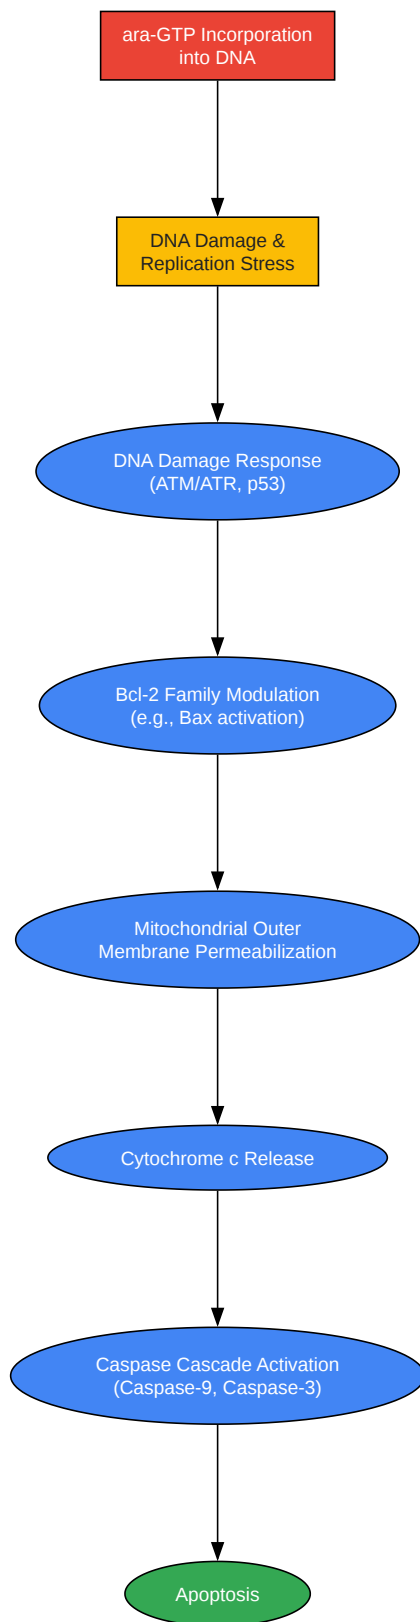 ara-GTP Incorporation
into DNA
DNA Damage &
Replication Stress
DNA Damage Response
(ATM/ATR, p53)
Bcl-2 Family Modulation
(e.g., Bax activation)
Mitochondrial Outer
Membrane Permeabilization
Cytochrome c Release
Caspase Cascade Activation
(Caspase-9, Caspase-3)
Apoptosis